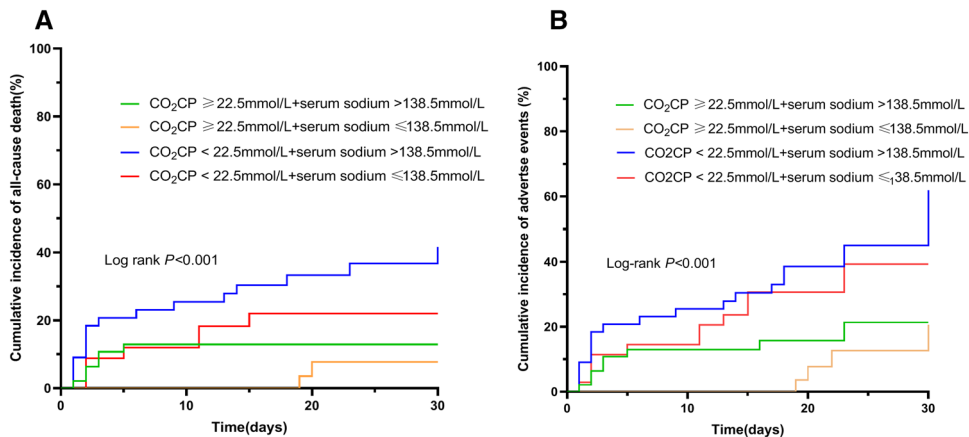 A
Cumulative incidence of all-cause death(%)
100
80
60
40
20
0
0
10
20
30
Time(days)
CO₂CP ≥22.5mmol/L+serum sodium >138.5mmol/L
CO₂CP ≥22.5mmol/L+serum sodium ≤138.5mmol/L
CO₂CP < 22.5mmol/L+serum sodium >138.5mmol/L
CO₂CP < 22.5mmol/L+serum sodium ≤138.5mmol/L
Log rank P<0.001
B
Cumulative incidence of advertse events (%)
100
80
60
40
20
0
0
10
20
30
Time(days)
CO₂CP ≥22.5mmol/L+serum sodium >138.5mmol/L
CO₂CP ≥22.5mmol/L+serum sodium ≤138.5mmol/L
CO2CP < 22.5mmol/L+serum sodium >138.5mmol/L
CO2CP < 22.5mmol/L+serum sodium ≤₁38.5mmol/L
Log-rank P<0.001